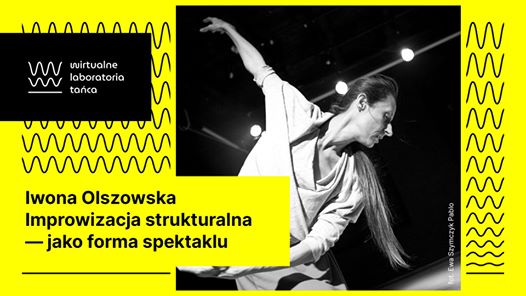 wirtualne
laboratoria
tańca
Iwona Olszowska
Improwizacja strukturalna
— jako forma spektaklu
fot. Ewa Szymczyk Pablo